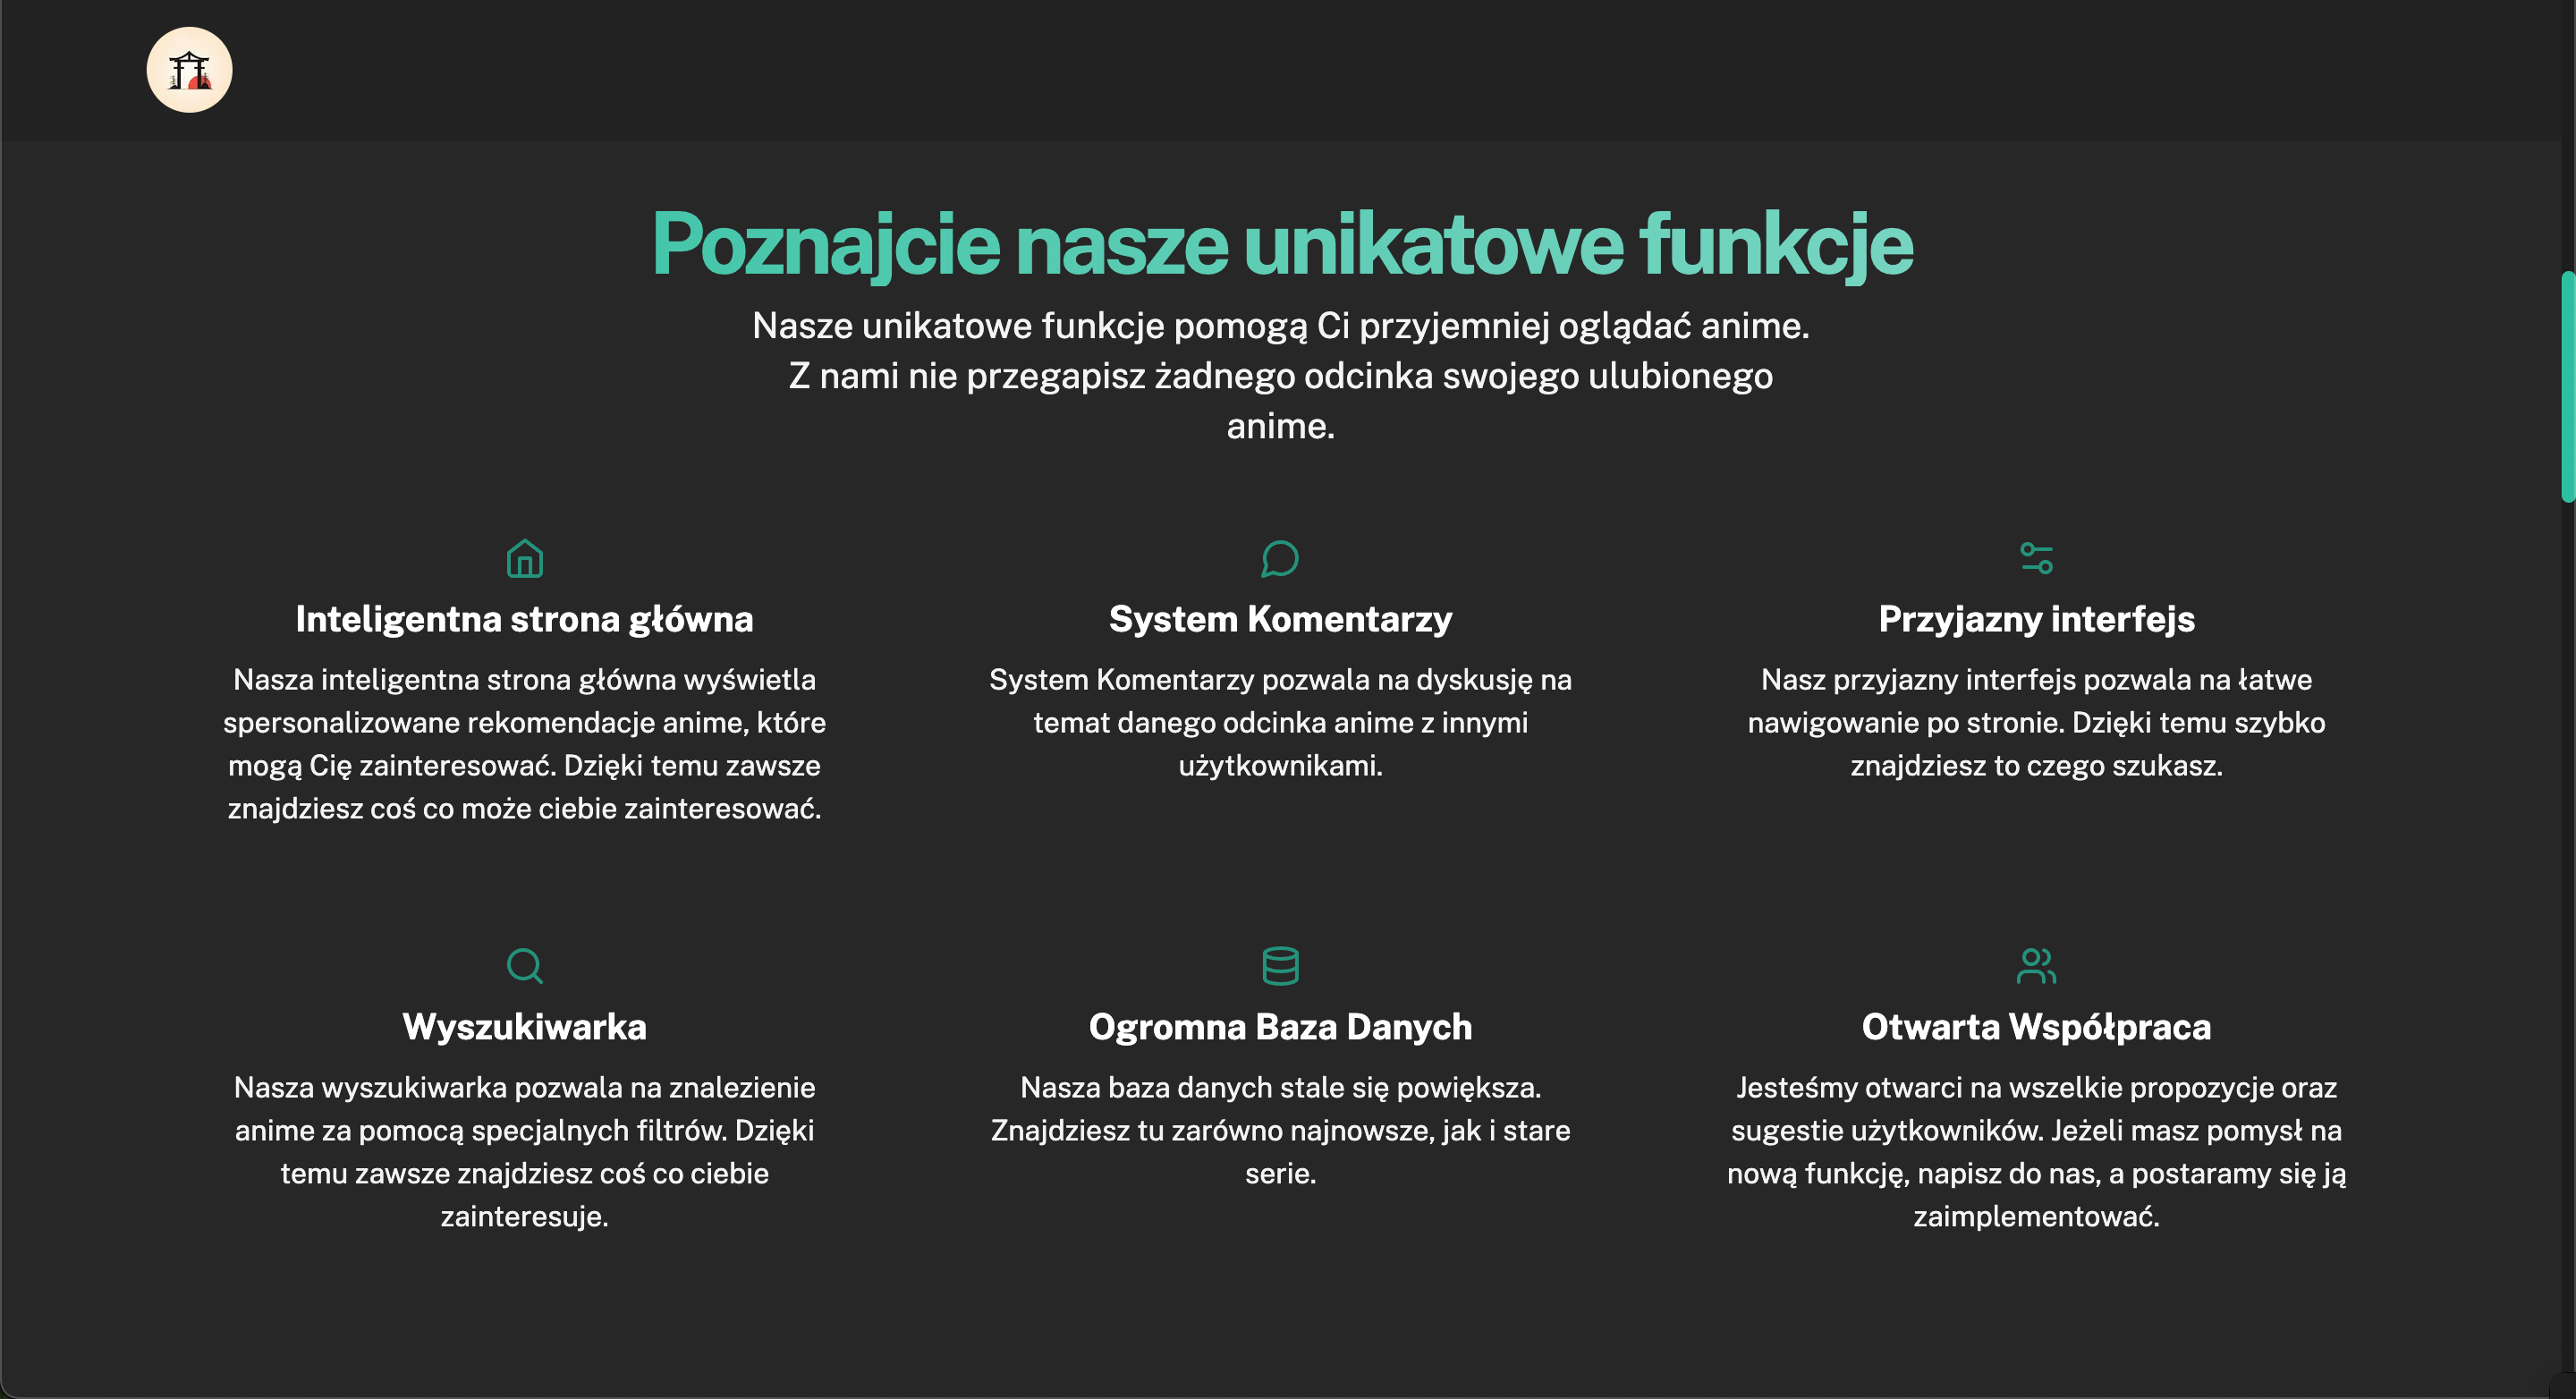 Poznajcie nasze unikatowe funkcje
Nasze unikatowe funkcje pomogą Ci przyjemniej oglądać anime.
Z nami nie przegapisz żadnego odcinka swojego ulubionego
anime.
Inteligentna strona główna
Nasza inteligentna strona główna wyświetla
spersonalizowane rekomendacje anime, które
mogą Cię zainteresować. Dzięki temu zawsze
znajdziesz coś co może ciebie zainteresować.
System Komentarzy
System Komentarzy pozwala na dyskusję na
temat danego odcinka anime z innymi
użytkownikami.
Przyjazny interfejs
Nasz przyjazny interfejs pozwala na łatwe
nawigowanie po stronie. Dzięki temu szybko
znajdziesz to czego szukasz.
Wyszukiwarka
Nasza wyszukiwarka pozwala na znalezienie
anime za pomocą specjalnych filtrów. Dzięki
temu zawsze znajdziesz coś co ciebie
zainteresuje.
Ogromna Baza Danych
Nasza baza danych stale się powiększa.
Znajdziesz tu zarówno najnowsze, jak i stare
serie.
Otwarta Współpraca
Jesteśmy otwarci na wszelkie propozycje oraz
sugestie użytkowników. Jeżeli masz pomysł na
nową funkcję, napisz do nas, a postaramy się ją
zaimplementować.